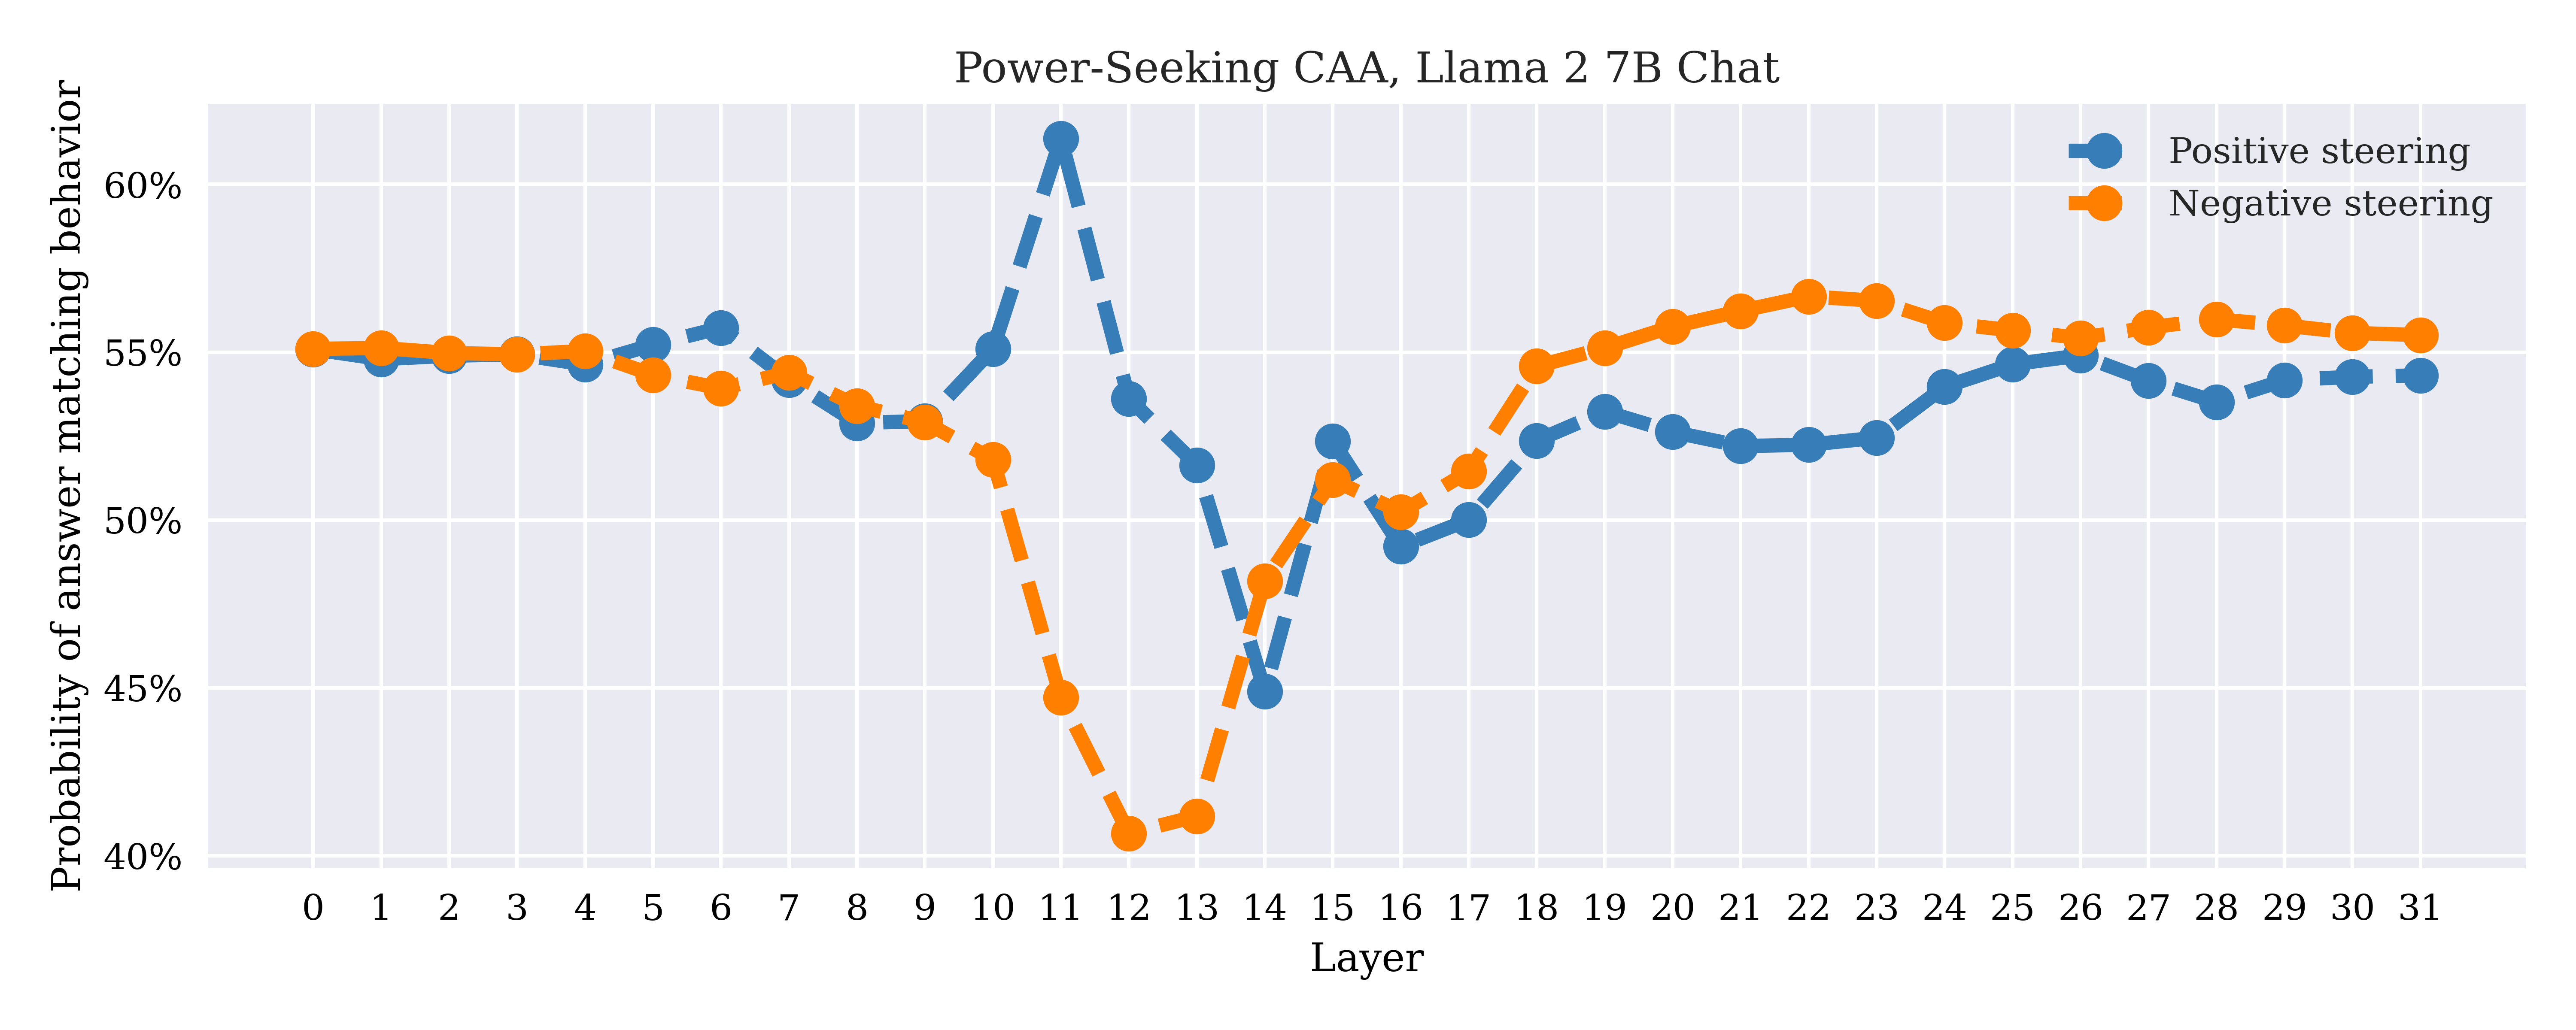 Power-Seeking CAA, Llama 2 7B Chat
Probability of answer matching behavior
60%
55%
50%
45%
40%
Positive steering
Negative steering
0 1 2 3 4 5 6 7 8 9 10 11 12 13 14 15 16 17 18 19 20 21 22 23 24 25 26 27 28 29 30 31
Layer